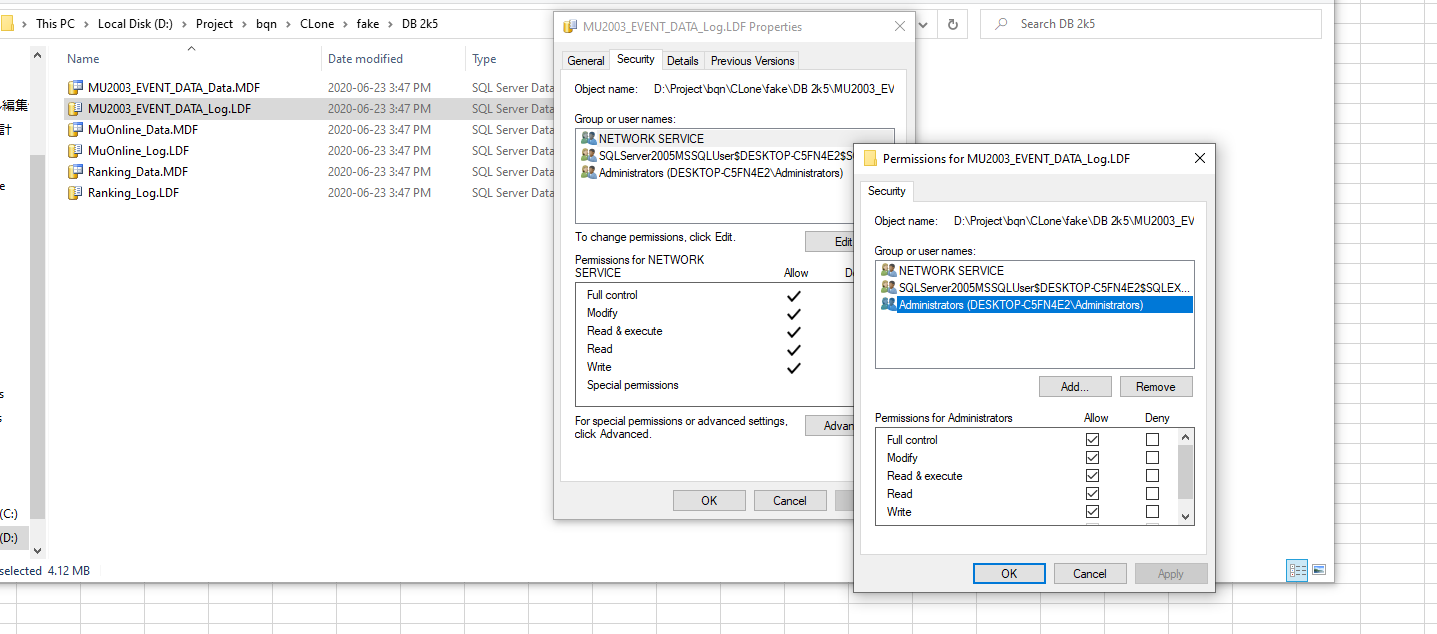 This PC > Local Disk (D:) > Project > bqn > CLone > fake > DB 2k5
Search DB 2k5
Name
Date modified
Type
MU2003_EVENT_DATA_Data.MDF 2020-06-23 3:47 PM SQL Server Data
MU2003_EVENT_DATA_Log.LDF 2020-06-23 3:47 PM SQL Server Data
MuOnline_Data.MDF 2020-06-23 3:47 PM SQL Server Data
MuOnline_Log.LDF 2020-06-23 3:47 PM SQL Server Data
Ranking_Data.MDF 2020-06-23 3:47 PM SQL Server Data
Ranking_Log.LDF 2020-06-23 3:47 PM SQL Server Data
編集
計
e
s
(C:)
(D:)
selected 4.12 MB
MU2003_EVENT_DATA_Log.LDF Properties
General Security Details Previous Versions
Object name: D:\Project\bqn\CLone\fake\DB 2k5\MU2003_EV
Group or user names:
NETWORK SERVICE
SQLServer2005MSSQLUser$DESKTOP-C5FN4E2$S
Administrators (DESKTOP-C5FN4E2\Administrators)
To change permissions, click Edit.
Edit
Permissions for NETWORK
SERVICE
Allow
D
Full control
Modify
Read & execute
Read
Write
Special permissions
For special permissions or advanced settings,
click Advanced.
Advan
OK
Cancel
Permissions for MU2003_EVENT_DATA_Log.LDF
Security
Object name: D:\Project\bqn\CLone\fake\DB 2k5\MU2003_EV
Group or user names:
NETWORK SERVICE
SQLServer2005MSSQLUser$DESKTOP-C5FN4E2$SQLEX...
Administrators (DESKTOP-C5FN4E2\Administrators)
Add...
Remove
Permissions for Administrators
Allow
Deny
Full control
Modify
Read & execute
Read
Write
OK
Cancel
Apply